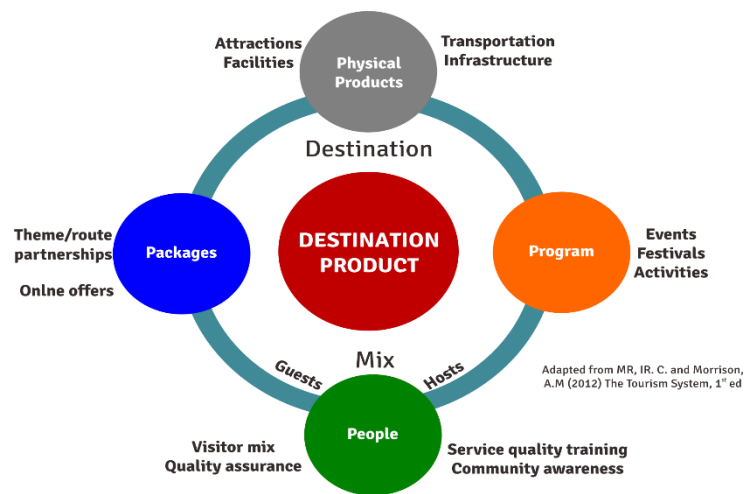 Attractions
Facilities
Physical
Products
Transportation
Infrastructure
Destination
Theme/route
partnerships
Onlne offers
Packages
DESTINATION
PRODUCT
Program
Events
Festivals
Activities
Mix
Guests
Hosts
Adapted from MR, IR. C. and Morrison,
A.M (2012) The Tourism System, 1st ed
People
Visitor mix
Quality assurance
Service quality training
Community awareness